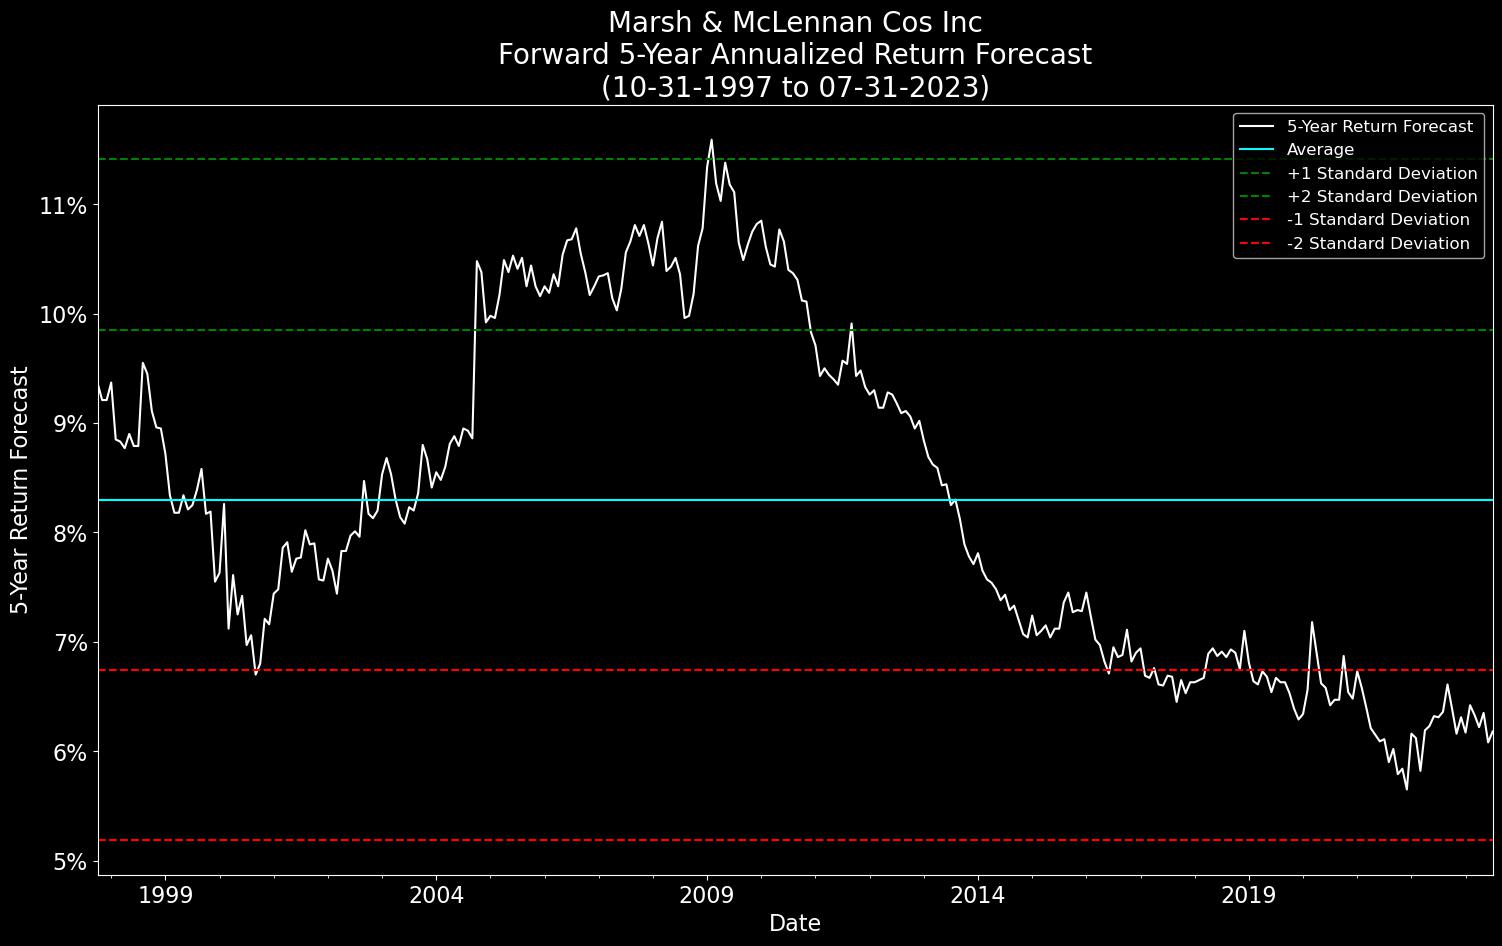 Marsh & McLennan Cos Inc
Forward 5-Year Annualized Return Forecast
(10-31-1997 to 07-31-2023)
5-Year Return Forecast
Average
+1 Standard Deviation
+2 Standard Deviation
-1 Standard Deviation
-2 Standard Deviation
5-Year Return Forecast
11%
10%
9%
8%
7%
6%
5%
1999
2004
2009
2014
2019
Date